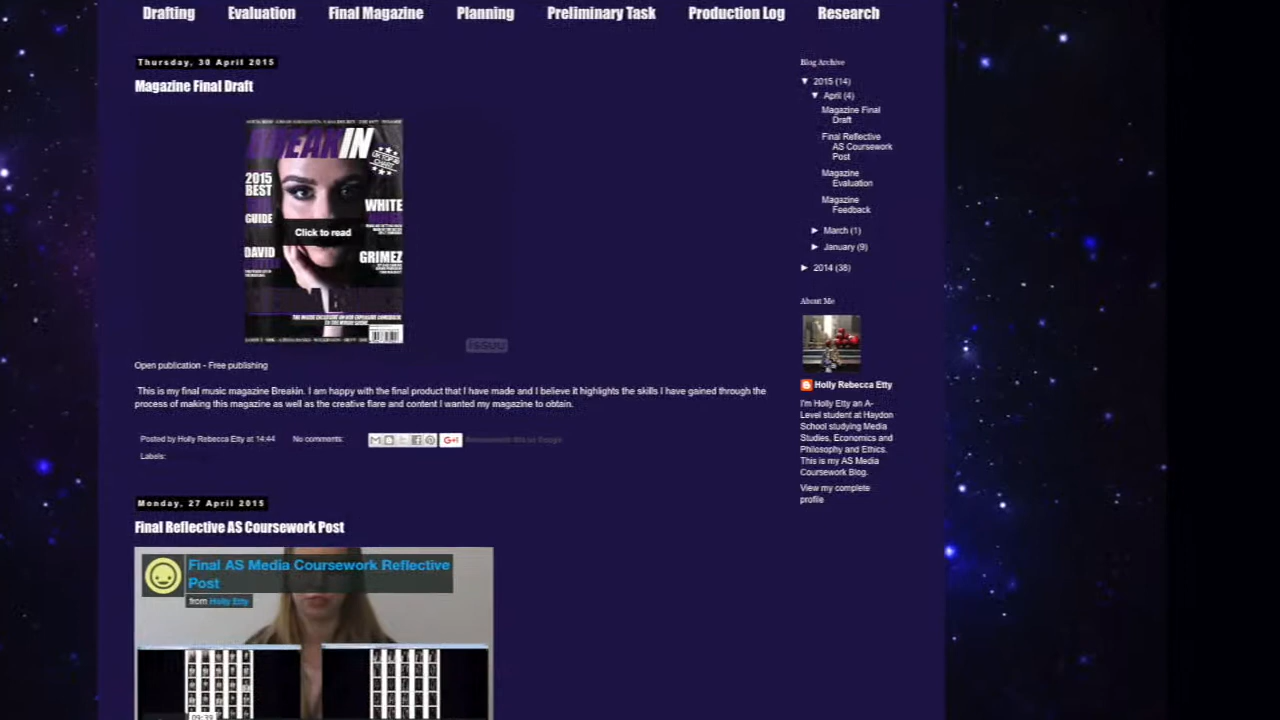 Drafting Evaluation Final Magazine Planning Preliminary Task Production Log Research
Thursday, 30 April 2015
Magazine Final Draft
BREAKIN
2015
BEST
GUIDE
DAVID
WHITE
GRIMEZ
Click to read
issuu
Open publication - Free publishing
This is my final music magazine Breakin. I am happy with the final product that I have made and I believe it highlights the skills I have gained through the
process of making this magazine as well as the creative flare and content I wanted my magazine to obtain.
Posted by Holly Rebecca Etty at 14:44 No comments:
G+1
Labels:
Monday, 27 April 2015
Final Reflective AS Coursework Post
Final AS Media Coursework Reflective
Post
from Holly Etty
09:39
Blog Archive
▼ 2015 (14)
▼ April (4)
Magazine Final
Draft
Final Reflective
AS Coursework
Post
Magazine
Evaluation
Magazine
Feedback
► March (1)
► January (9)
► 2014 (38)
About Me
Holly Rebecca Etty
I'm Holly Etty an A-
Level student at Haydon
School studying Media
Studies, Economics and
Philosophy and Ethics.
This is my AS Media
Coursework Blog.
View my complete
profile